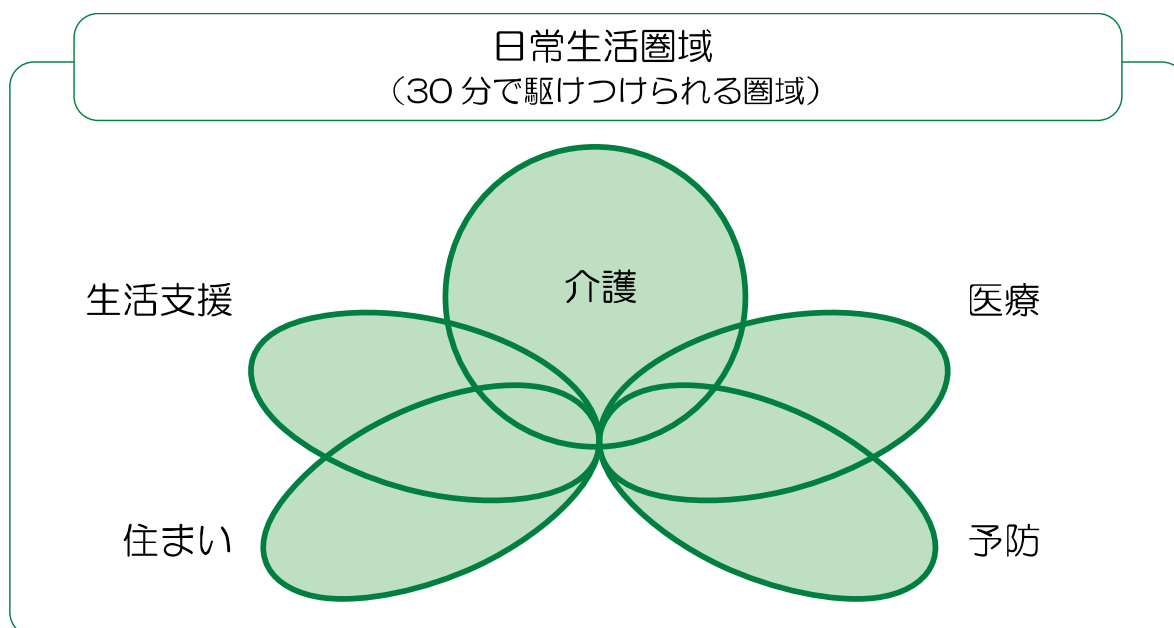 日常生活圏域
（30 分で駆けつけられる圏域）
介護
生活支援
医療
住まい
予防